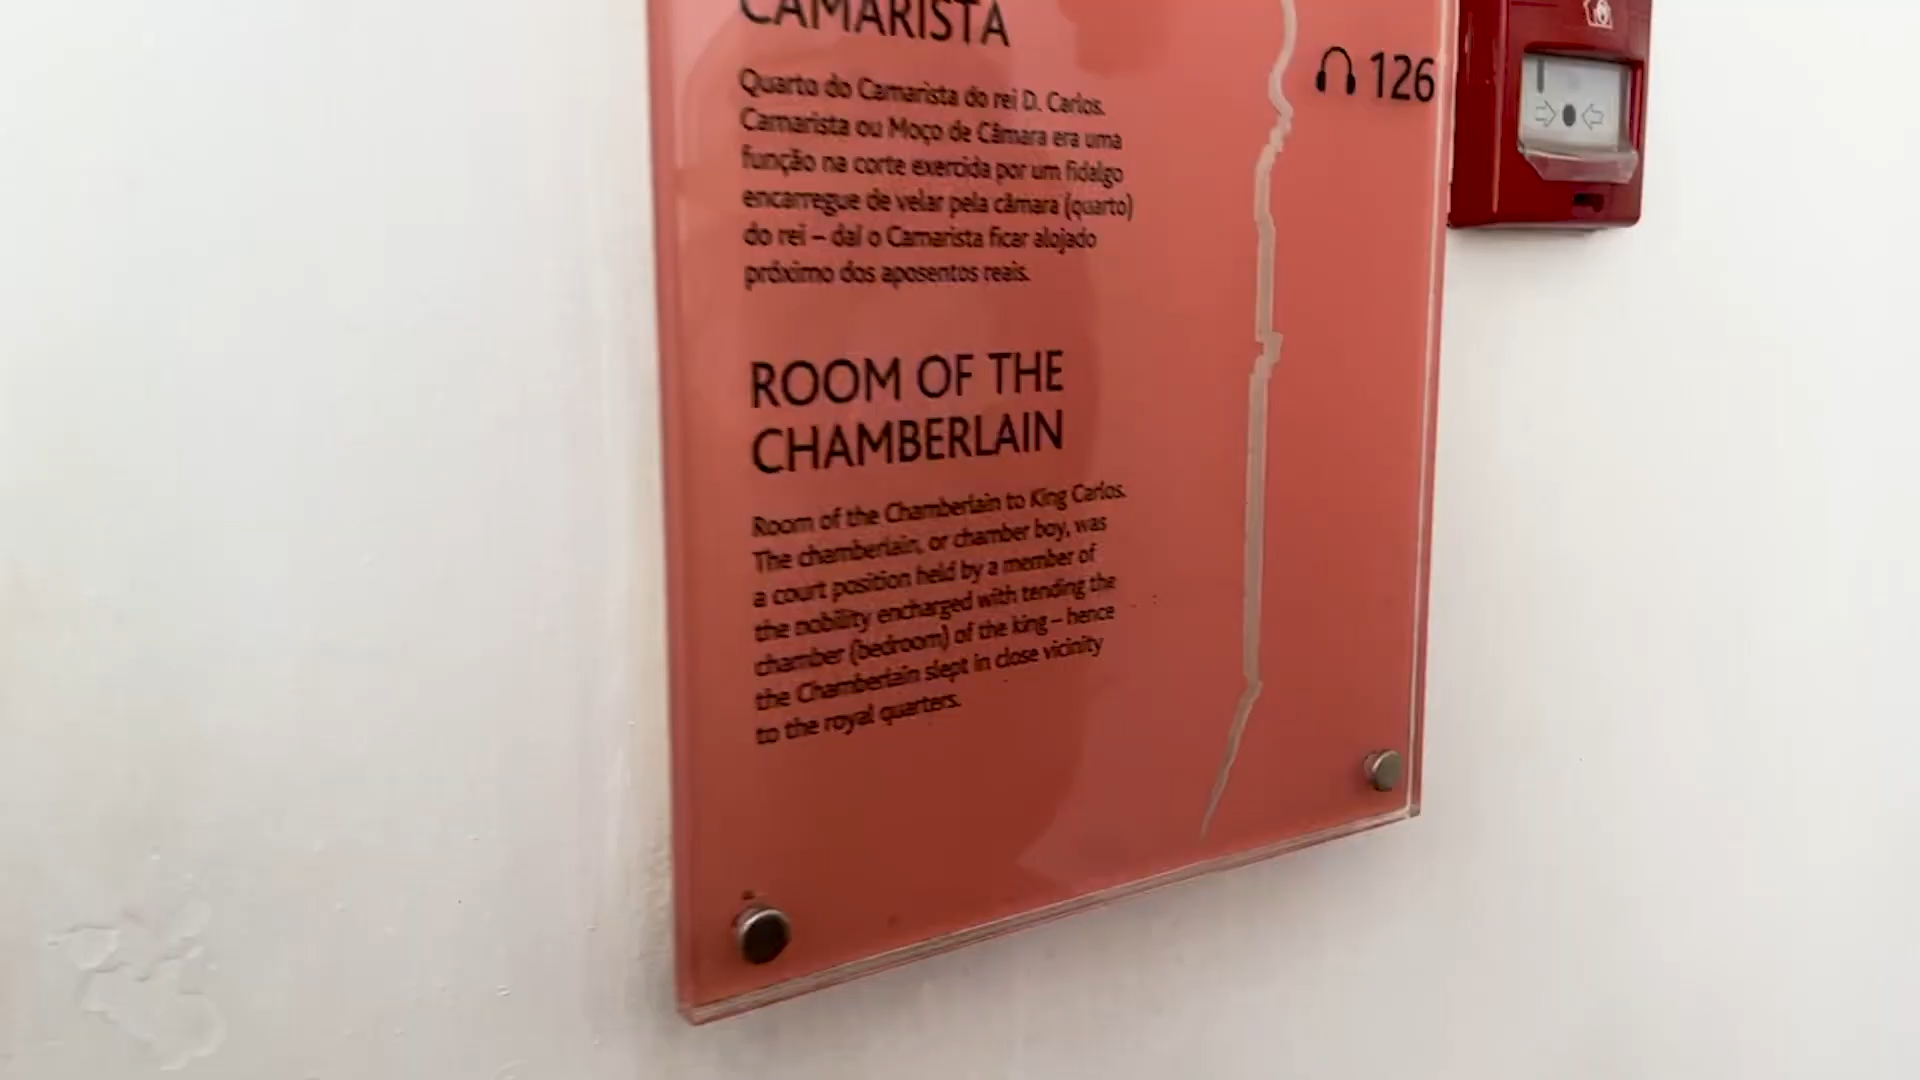 CAMARISTA
126
Quarto do Camarista do rei D. Carlos.
Camarista ou Moço de Câmara era uma
função na corte exercida por um fidalgo
encarregue de velar pela câmara (quarto)
do rei – daí o Camarista ficar alojado
próximo dos aposentos reais.
ROOM OF THE
CHAMBERLAIN
Room of the Chamberlain to King Carlos.
The chamberlain, or chamber boy, was
a court position held by a member of
the nobility encharged with tending the
chamber (bedroom) of the king – hence
the Chamberlain slept in close vicinity
to the royal quarters.